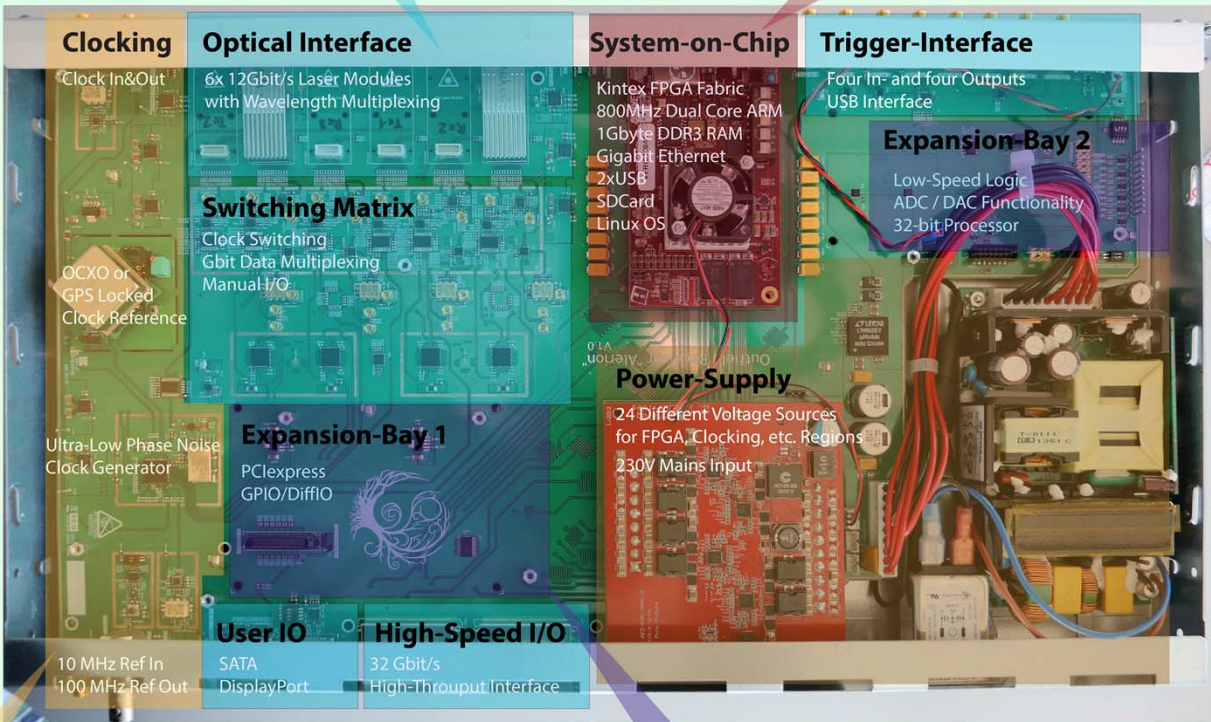 Clocking
Clock In&Out
OCXO or
GPS Locked
Clock Reference
Ultra-Low Phase Noise
Clock Generator
10 MHz Ref In
100 MHz Ref Out
Optical Interface
6x 12Gbit/s Laser Modules
with Wavelength Multiplexing
Switching Matrix
Clock Switching
Gbit Data Multiplexing
Manual I/O
Expansion-Bay 1
PCIexpress
GPIO/DiffIO
User IO
SATA
DisplayPort
High-Speed I/O
32 Gbit/s
High-Throuput Interface
System-on-Chip
Kintex FPGA Fabric
800MHz Dual Core ARM
1Gbyte DDR3 RAM
Gigabit Ethernet
2xUSB
SDCard
Linux OS
Trigger-Interface
Four In- and four Outputs
USB Interface
Expansion-Bay 2
Low-Speed Logic
ADC / DAC Functionality
32-bit Processor
V1.0
Power-Supply
24 Different Voltage Sources
for FPGA, Clocking, etc. Regions
230V Mains Input